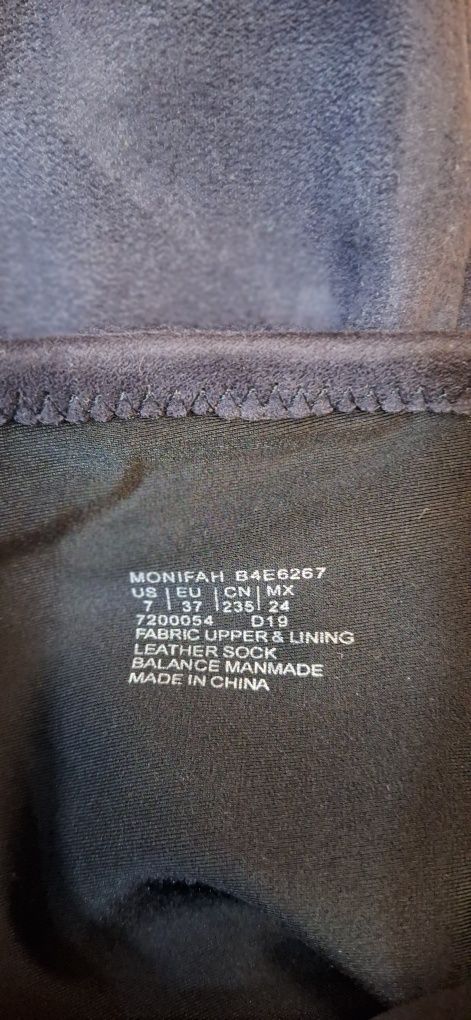 MONIFAH B4E6267
US | EU | CN | MX
7 | 37 | 235 | 24
7200054 D19
FABRIC UPPER & LINING
LEATHER SOCK
BALANCE MANMADE
MADE IN CHINA